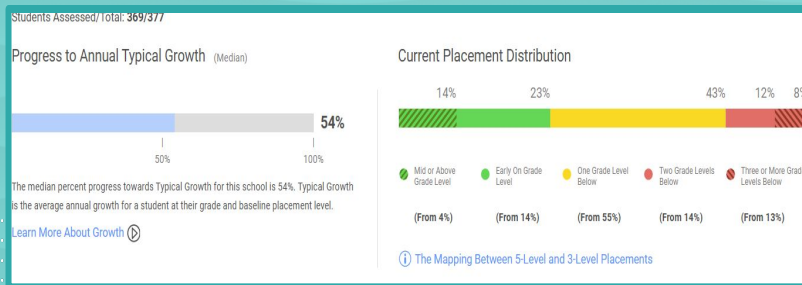 Students Assessed/Total: 369/377
Progress to Annual Typical Growth (Median)
54%
50% 100%
The median percent progress towards Typical Growth for this school is 54%. Typical Growth
is the average annual growth for a student at their grade and baseline placement level.
Learn More About Growth
Current Placement Distribution
14% 23% 43% 12% 8%
Mid or Above
Grade Level
(From 4%)
Early On Grade
Level
(From 14%)
One Grade Level
Below
(From 55%)
Two Grade Levels
Below
(From 14%)
Three or More Grad
Levels Below
(From 13%)
The Mapping Between 5-Level and 3-Level Placements